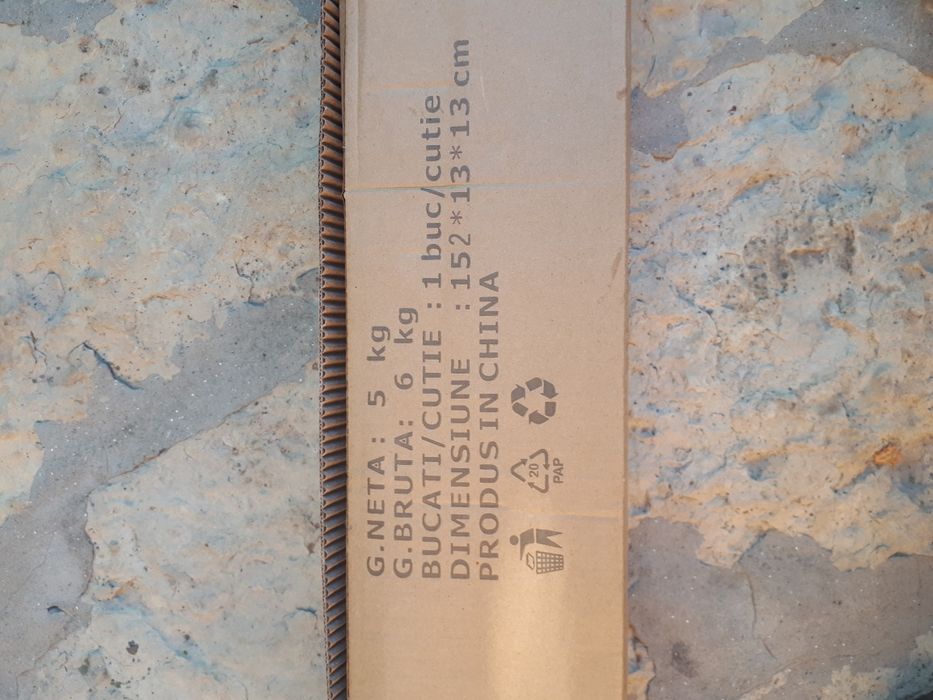 G.NETA: 5 kg
G.BRUTA: 6 kg
BUCATI/CUTIE : 1 buc/cutie
DIMENSIUNE : 152*13*13 cm
PRODUS IN CHINA
20
PAP